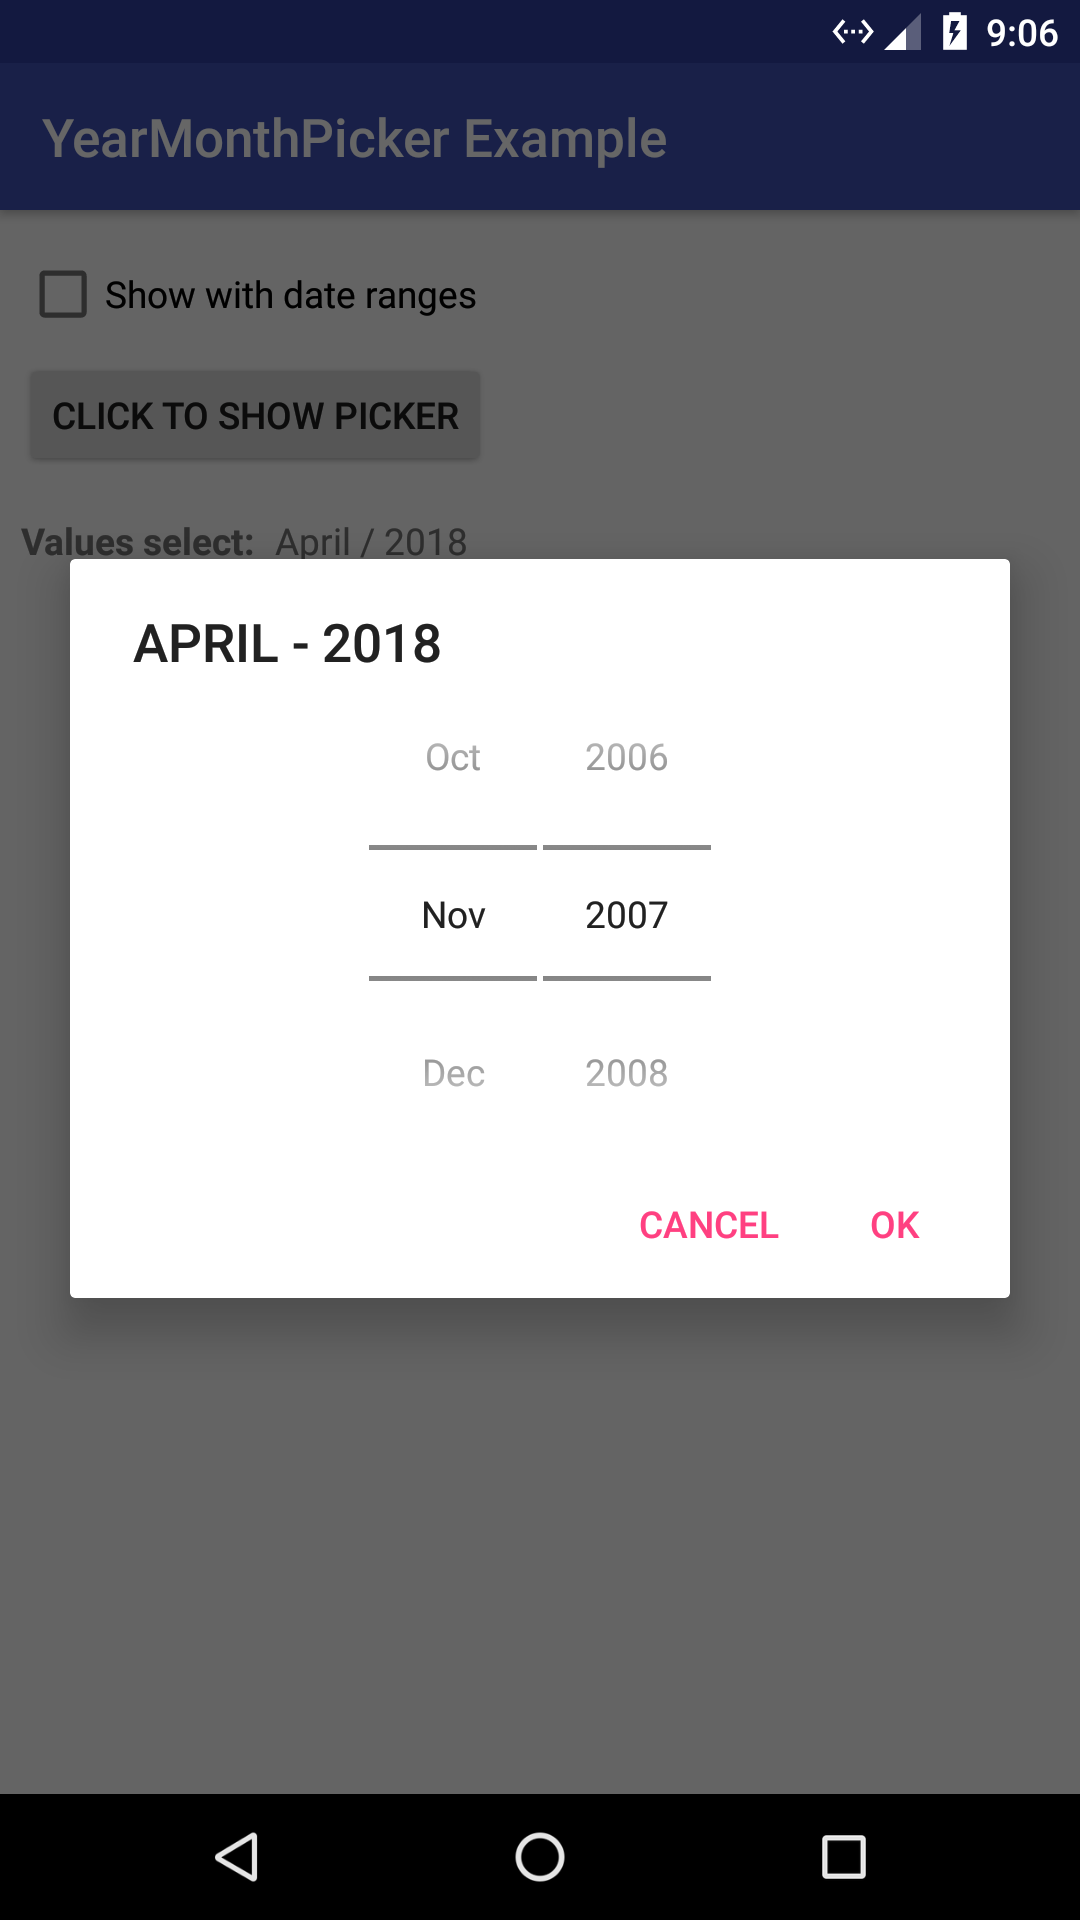 9:06
YearMonthPicker Example
Show with date ranges
CLICK TO SHOW PICKER
Values select: April / 2018
APRIL - 2018
Oct 2006
Nov 2007
Dec 2008
CANCEL OK